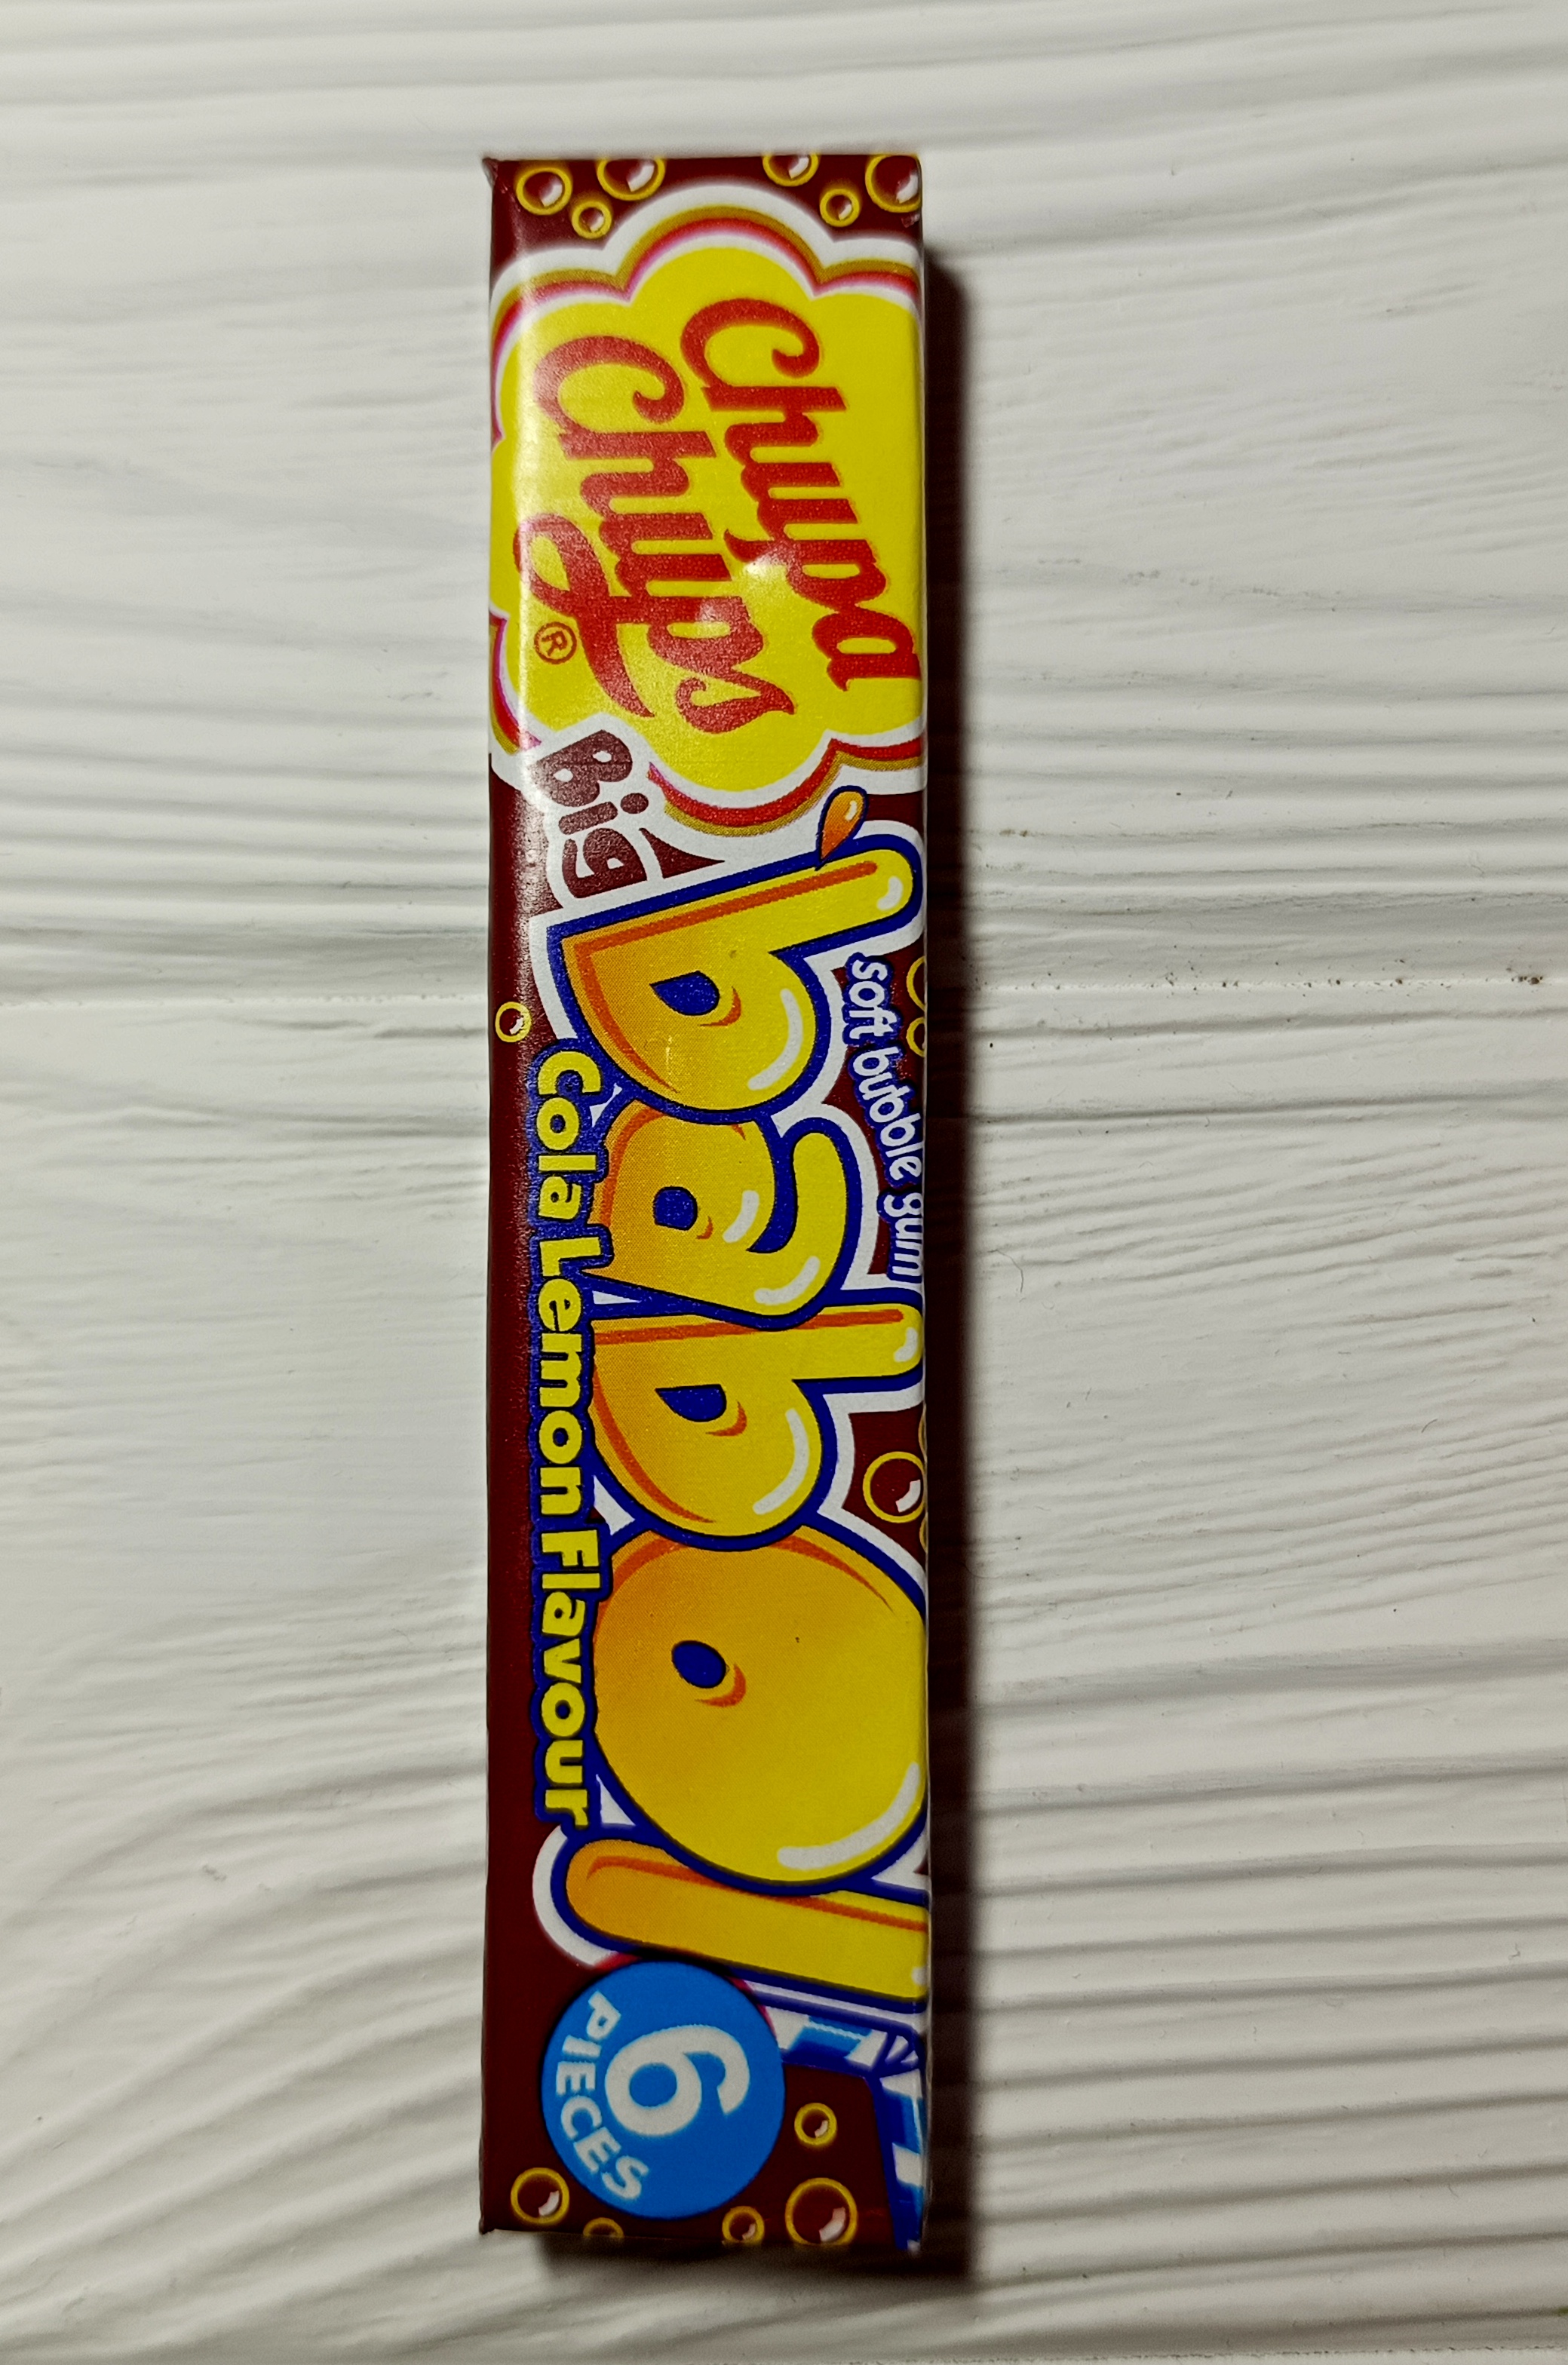 Chupa
Chups
®
Big
babol
soft bubble gum
Cola Lemon Flavour
6
PIECES